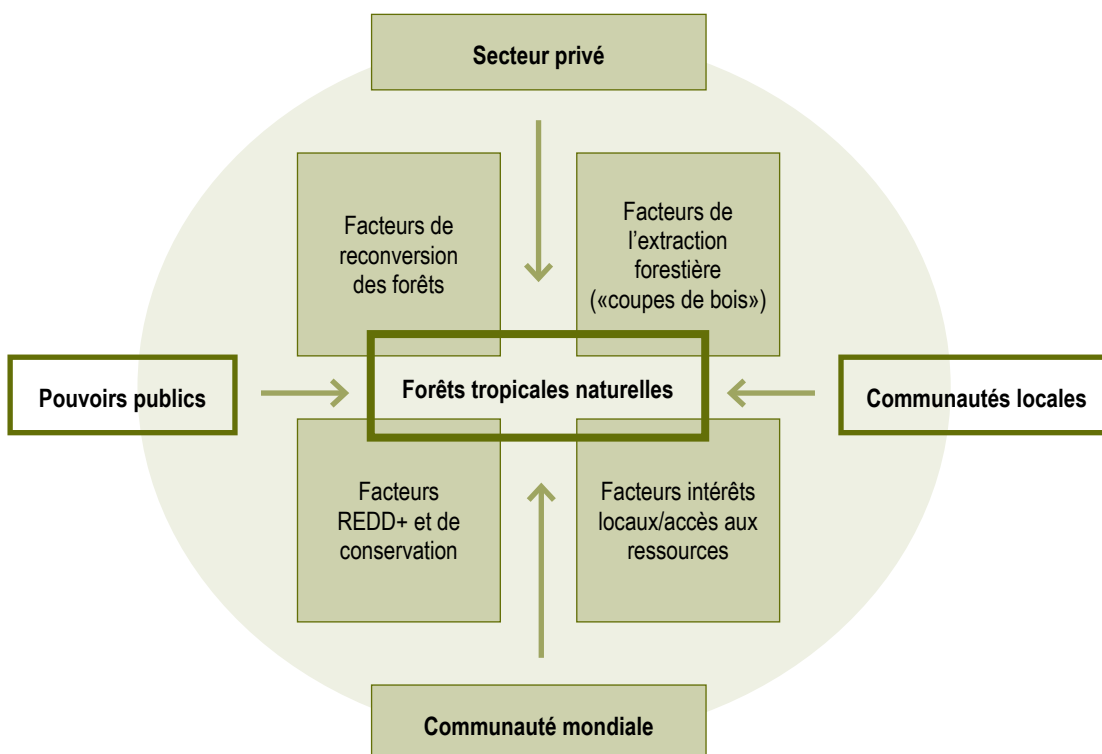 Secteur privé
Facteurs de
reconversion
des forêts
Facteurs de
l’extraction
forestière
(«coupes de bois»)
Pouvoirs publics
Forêts tropicales naturelles
Communautés locales
Facteurs
REDD+ et de
conservation
Facteurs intérêts
locaux/accès aux
ressources
Communauté mondiale